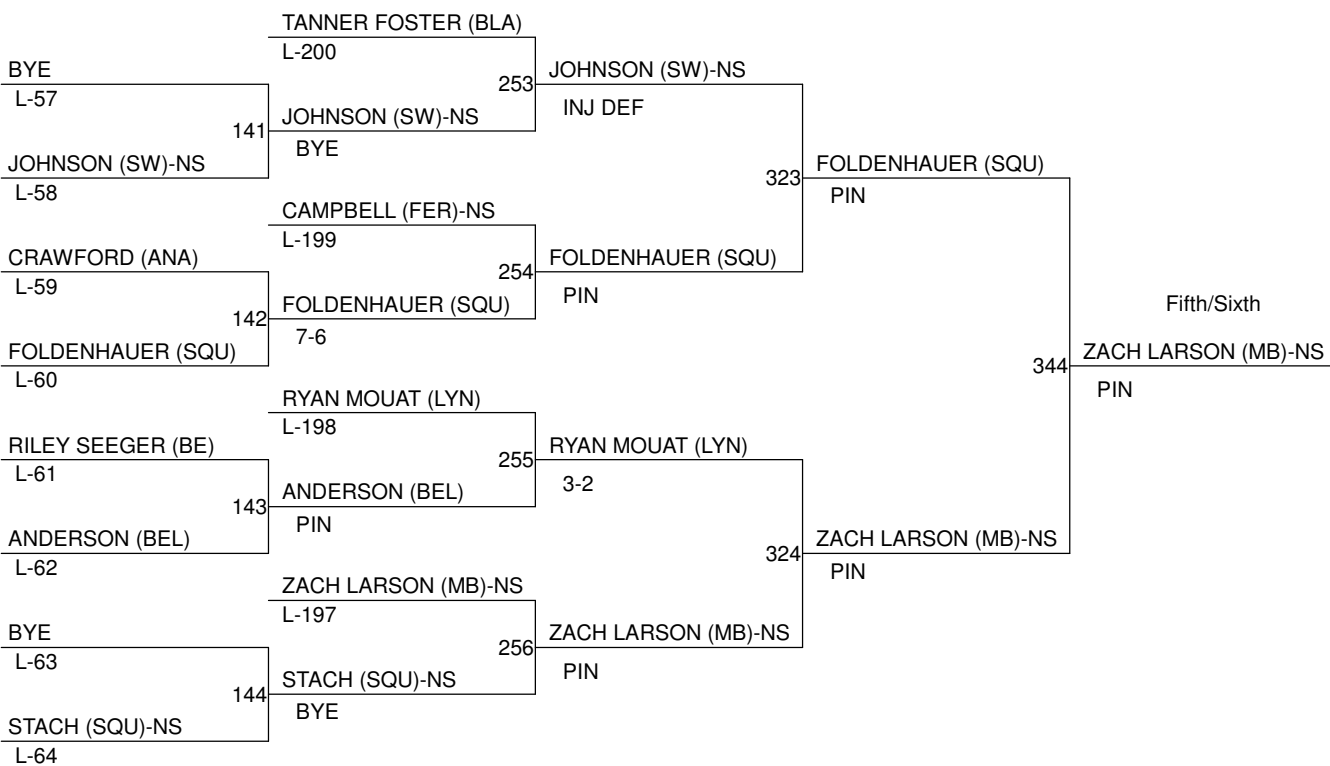 TANNER FOSTER (BLA)
L-200
BYE
L-57
253
JOHNSON (SW)-NS
INJ DEF
141
JOHNSON (SW)-NS
BYE
JOHNSON (SW)-NS
L-58
323
FOLDENHAUER (SQU)
PIN
CAMPBELL (FER)-NS
L-199
CRAWFORD (ANA)
L-59
254
FOLDENHAUER (SQU)
PIN
142
FOLDENHAUER (SQU)
7-6
FOLDENHAUER (SQU)
L-60
Fifth/Sixth
344
ZACH LARSON (MB)-NS
PIN
RYAN MOUAT (LYN)
L-198
RILEY SEEGER (BE)
L-61
255
RYAN MOUAT (LYN)
3-2
143
ANDERSON (BEL)
PIN
ANDERSON (BEL)
L-62
324
ZACH LARSON (MB)-NS
PIN
ZACH LARSON (MB)-NS
L-197
BYE
L-63
256
ZACH LARSON (MB)-NS
PIN
144
STACH (SQU)-NS
BYE
STACH (SQU)-NS
L-64